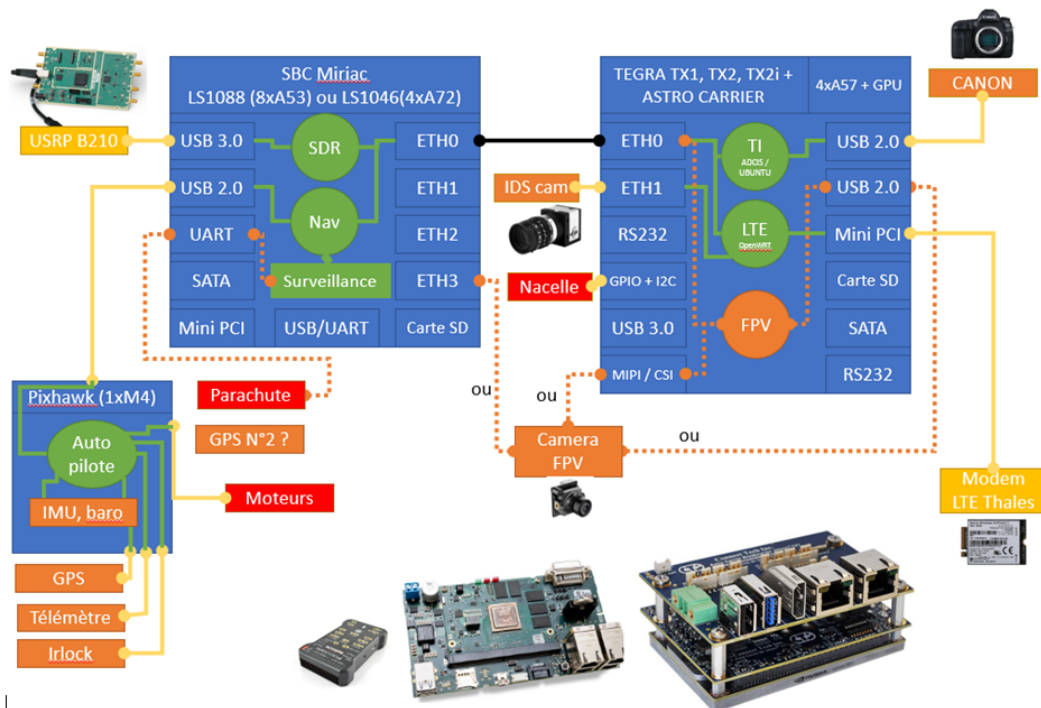 SBC Miriac
LS1088 (8xA53) ou LS1046(4xA72)
USRP B210
USB 3.0
SDR
ETH0
USB 2.0
ETH1
Nav
UART
ETH2
SATA
Surveillance
ETH3
Mini PCI
USB/UART
Carte SD
TEGRA TX1, TX2, TX2i +
ASTRO CARRIER
4xA57 + GPU
CANON
ETH0
TI
ADCIS /
UBUNTU
USB 2.0
IDS cam
ETH1
USB 2.0
RS232
LTE
OpenAirIT
Mini PCI
Nacelle
GPIO + I2C
Carte SD
USB 3.0
FPV
SATA
MIPI / CSI
RS232
ou
ou
ou
Pixhawk (1xM4)
Auto
pilote
IMU, baro
Parachute
GPS N°2 ?
Moteurs
Camera
FPV
Modem
LTE Thales
GPS
Télémètre
Irlock